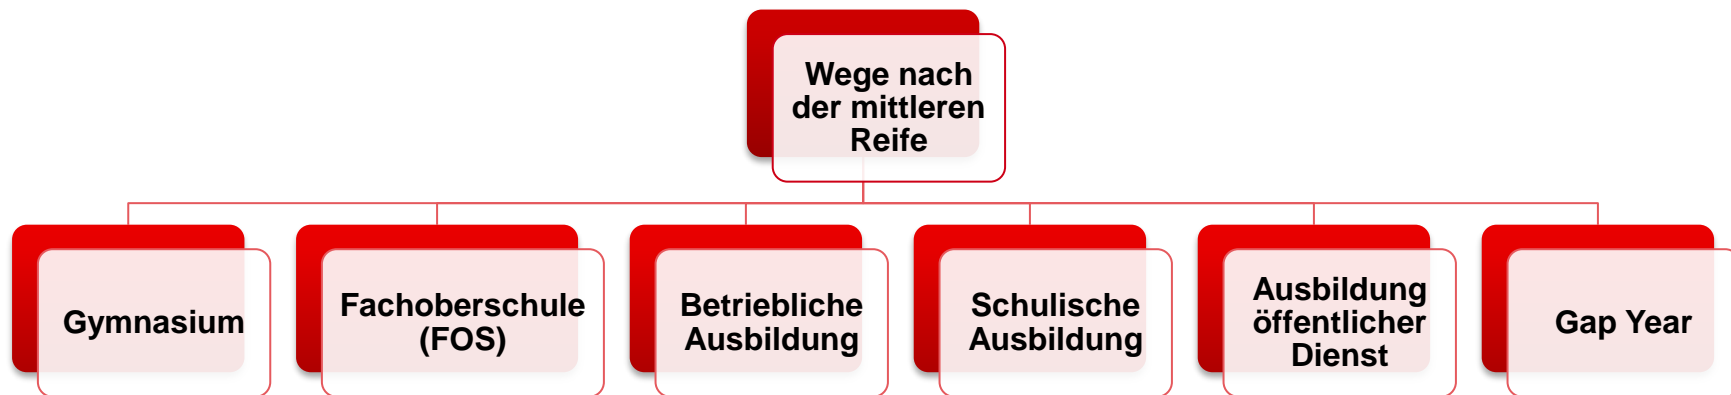 Wege nach
der mittleren
Reife
Gymnasium
Fachoberschule
(FOS)
Betriebliche
Ausbildung
Schulische
Ausbildung
Ausbildung
öffentlicher
Dienst
Gap Year